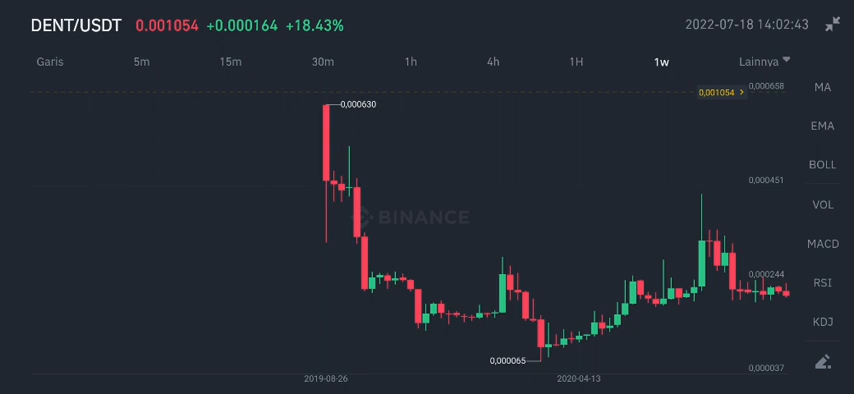 DENT/USDT 0.001054 +0.000164 +18.43% 2022-07-18 14:02:43
Garis 5m 15m 30m 1h 4h 1H 1w Lainnya
0,001054 >
0,000658
0,000630
0,000451
BINANCE
0,000244
0,000065
0,000037
2019-08-26 2020-04-13
MA
EMA
BOLL
VOL
MACD
RSI
KDJ